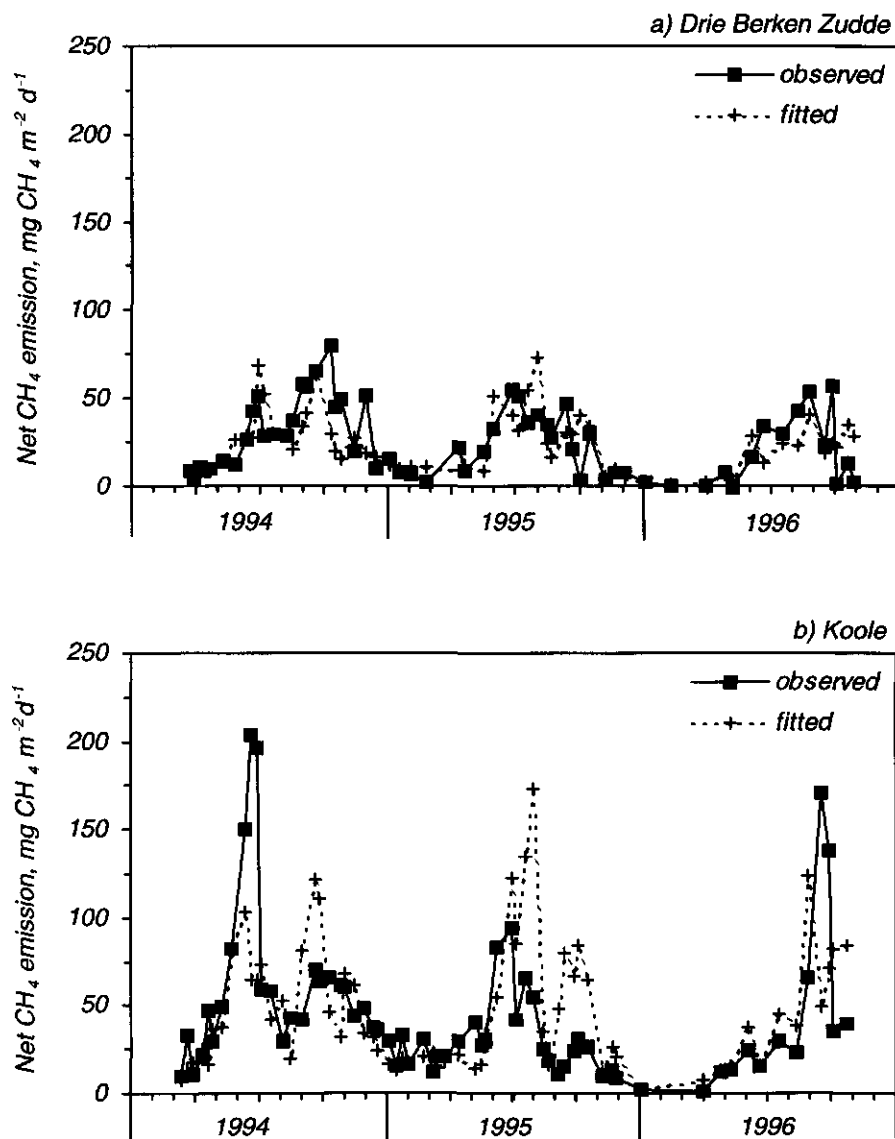 a) Drie Berken Zudde
250
200
150
100
50
0
Net CH4 emission, mg CH4 m-2 d-1
observed
fitted
1994
1995
1996
b) Koole
250
200
150
100
50
0
Net CH4 emission, mg CH4 m-2d-1
observed
fitted
1994
1995
1996